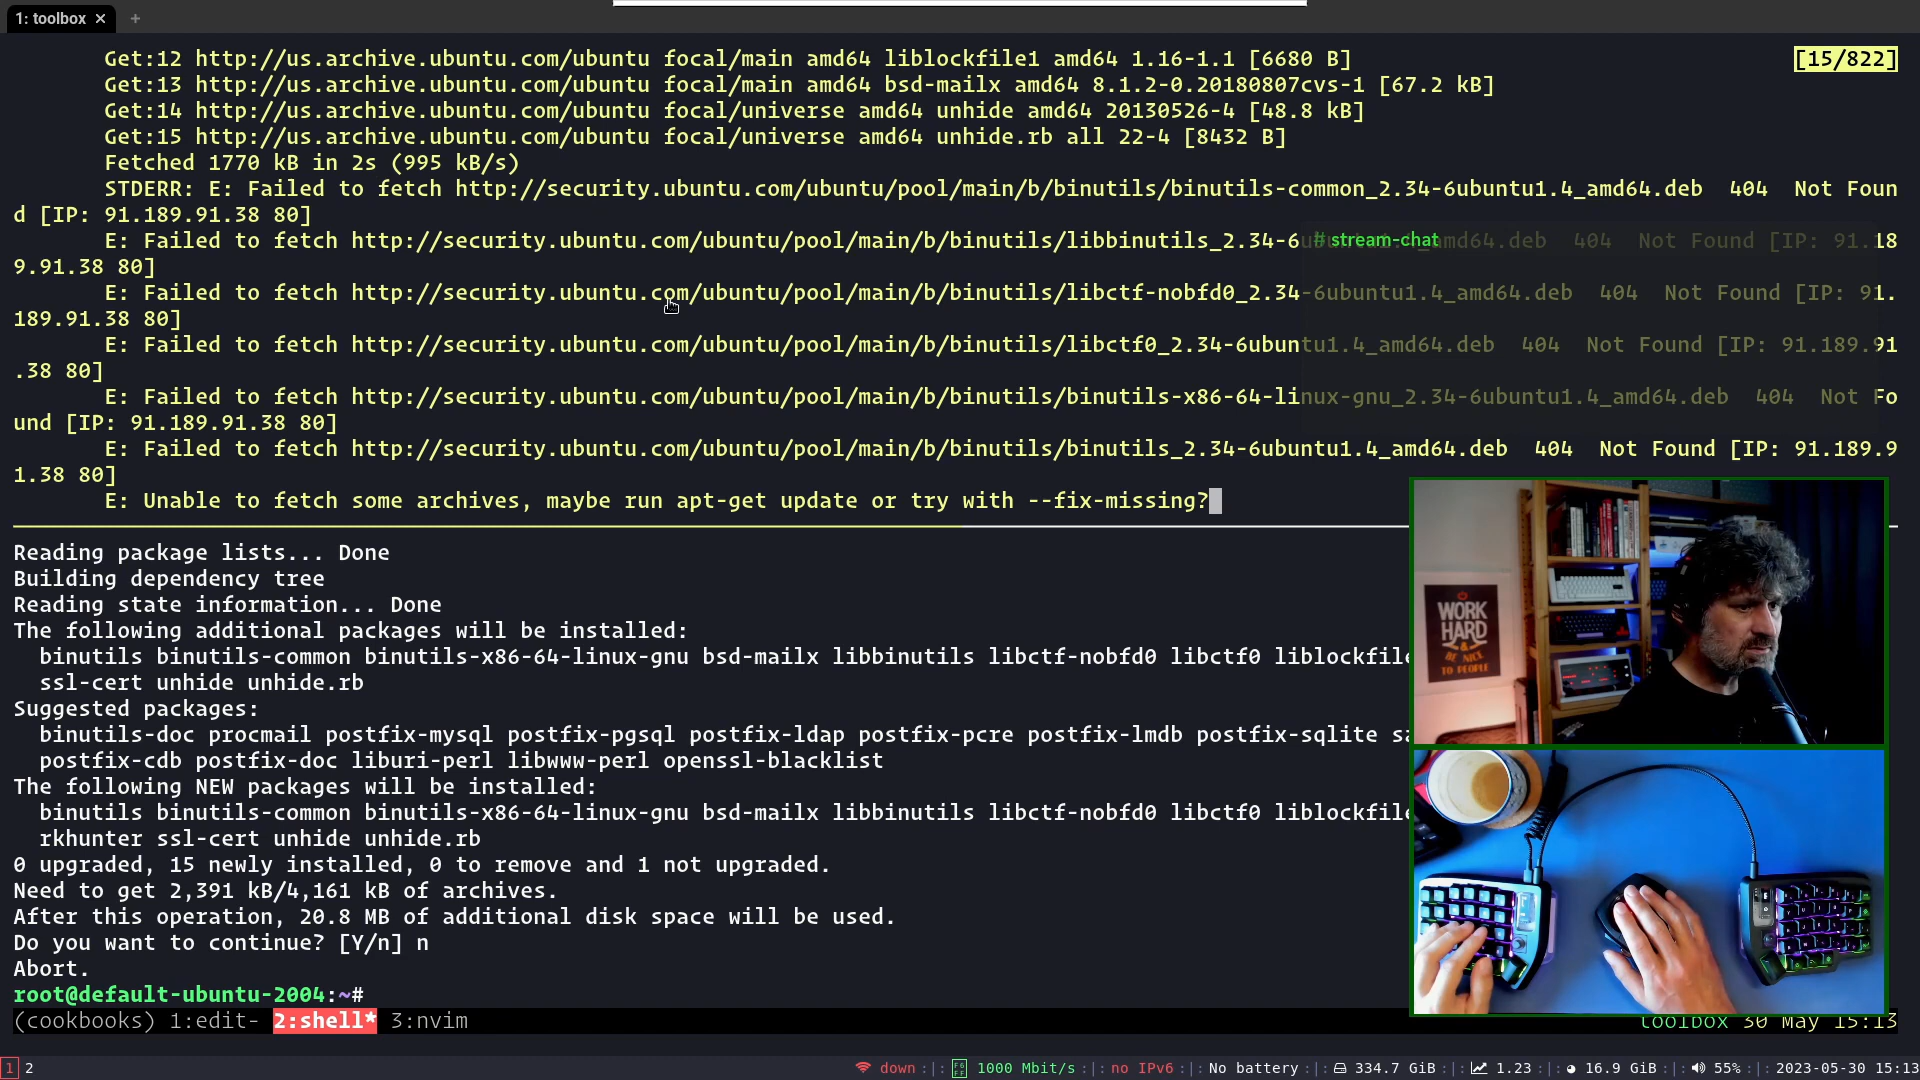 1: toolbox × +
Get:12 http://us.archive.ubuntu.com/ubuntu focal/main amd64 liblockfile1 amd64 1.16-1.1 [6680 B]
[15/822]
Get:13 http://us.archive.ubuntu.com/ubuntu focal/main amd64 bsd-mailx amd64 8.1.2-0.20180807cvs-1 [67.2 kB]
Get:14 http://us.archive.ubuntu.com/ubuntu focal/universe amd64 unhide amd64 20130526-4 [48.8 kB]
Get:15 http://us.archive.ubuntu.com/ubuntu focal/universe amd64 unhide.rb all 22-4 [8432 B]
Fetched 1770 kB in 2s (995 kB/s)
STDERR: E: Failed to fetch http://security.ubuntu.com/ubuntu/pool/main/b/binutils/binutils-common_2.34-6ubuntu1.4_amd64.deb 404 Not Foun
d [IP: 91.189.91.38 80]
E: Failed to fetch http://security.ubuntu.com/ubuntu/pool/main/b/binutils/libbinutils_2.34-6 amd64.deb 404 Not Found [IP: 91.18
# stream-chat
9.91.38 80]
E: Failed to fetch http://security.ubuntu.com/ubuntu/pool/main/b/binutils/libctf-nobfd0_2.34-6ubuntu1.4_amd64.deb 404 Not Found [IP: 91.
189.91.38 80]
E: Failed to fetch http://security.ubuntu.com/ubuntu/pool/main/b/binutils/libctf0_2.34-6ubuntu1.4_amd64.deb 404 Not Found [IP: 91.189.91
.38 80]
E: Failed to fetch http://security.ubuntu.com/ubuntu/pool/main/b/binutils/binutils-x86-64-linux-gnu_2.34-6ubuntu1.4_amd64.deb 404 Not Fo
und [IP: 91.189.91.38 80]
E: Failed to fetch http://security.ubuntu.com/ubuntu/pool/main/b/binutils/binutils_2.34-6ubuntu1.4_amd64.deb 404 Not Found [IP: 91.189.9
1.38 80]
E: Unable to fetch some archives, maybe run apt-get update or try with --fix-missing?
Reading package lists... Done
Building dependency tree
Reading state information... Done
The following additional packages will be installed:
binutils binutils-common binutils-x86-64-linux-gnu bsd-mailx libbinutils libctf-nobfd0 libctf0 liblockfile
ssl-cert unhide unhide.rb
Suggested packages:
binutils-doc procmail postfix-mysql postfix-pgsql postfix-ldap postfix-pcre postfix-lmdb postfix-sqlite sa
postfix-cdb postfix-doc liburi-perl libwww-perl openssl-blacklist
The following NEW packages will be installed:
binutils binutils-common binutils-x86-64-linux-gnu bsd-mailx libbinutils libctf-nobfd0 libctf0 liblockfile
rkhunter ssl-cert unhide unhide.rb
0 upgraded, 15 newly installed, 0 to remove and 1 not upgraded.
Need to get 2,391 kB/4,161 kB of archives.
After this operation, 20.8 MB of additional disk space will be used.
Do you want to continue? [Y/n] n
Abort.
root@default-ubuntu-2004:~#
(cookbooks) 1:edit- 2:shell* 3:nvim
toolbox 30 May 15:13
WORK
HARD
&
BE NICE
TO PEOPLE
1 2
down :|: 1000 Mbit/s :|: no IPv6 :|: No battery :|: 334.7 GiB :|: 1.23 :|: 16.9 GiB :|: 55% :|: 2023-05-30 15:13